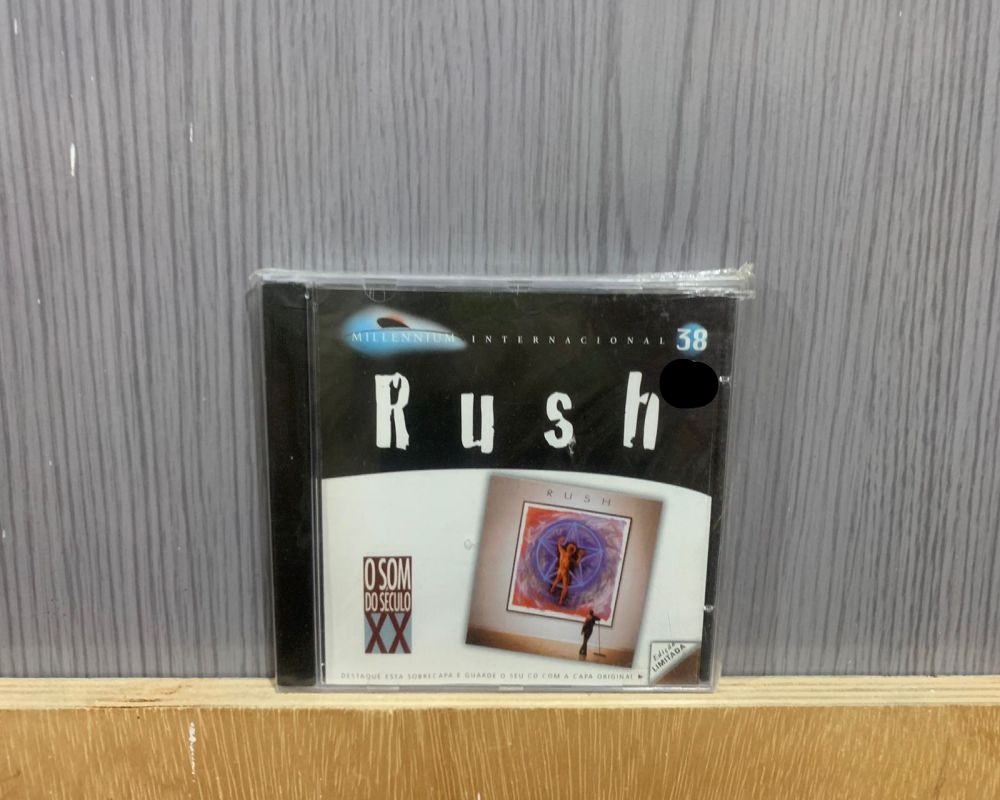 MILLENNIUM INTERNACIONAL 38
Rush
RUSH
O SOM
DO SÉCULO
XX
Edição
LIMITADA
DESTAQUE ESTA SOBRECAPA E GUARDE O SEU CD COM A CAPA ORIGINAL